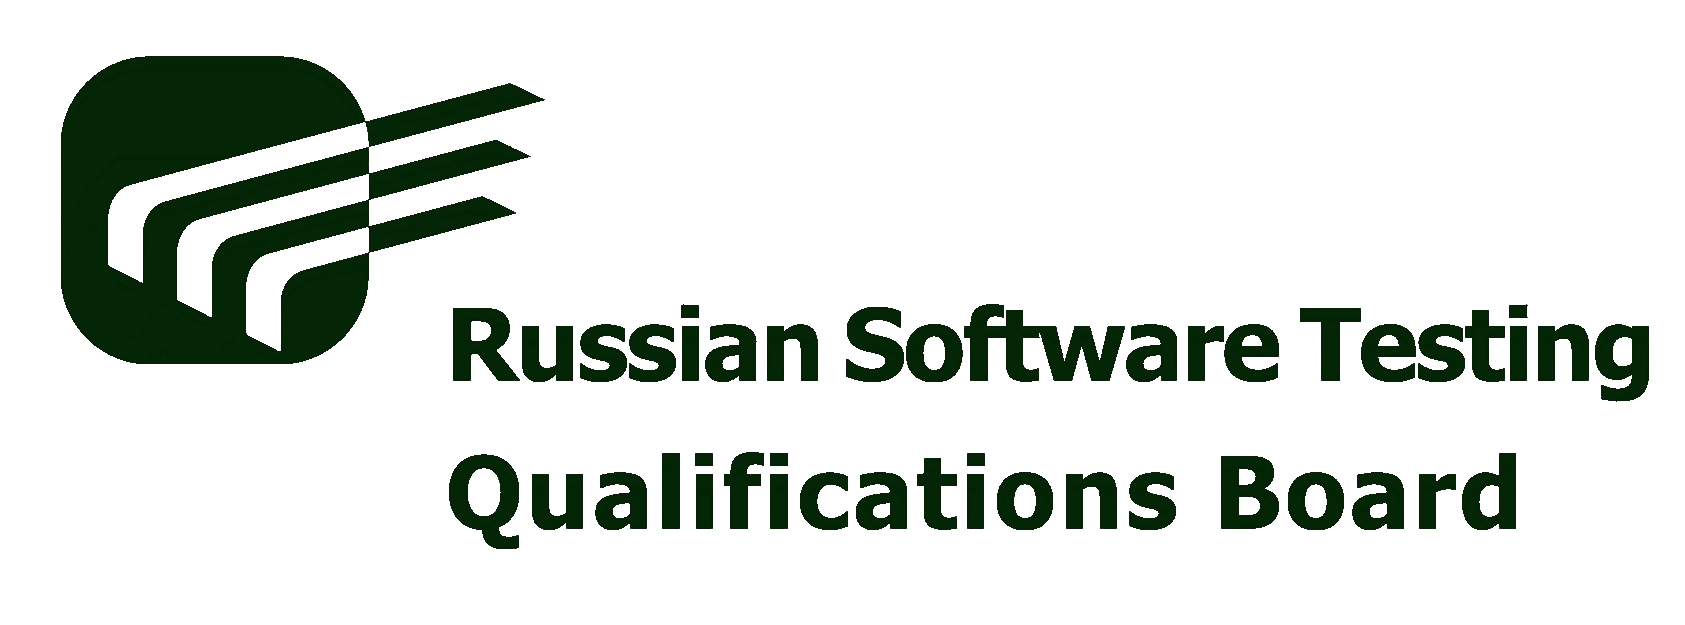 Russian Software Testing
Qualifications Board